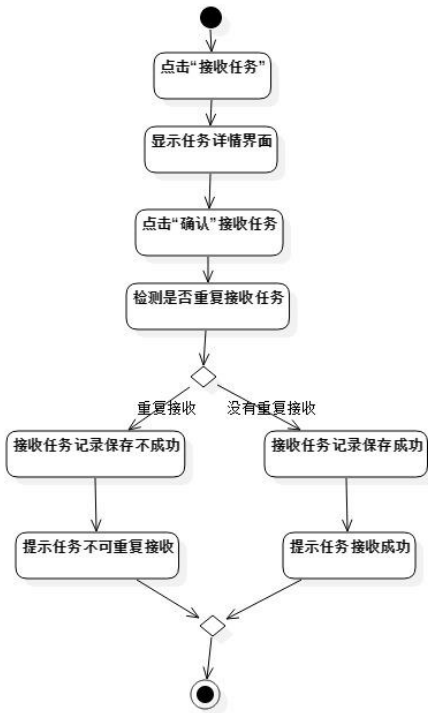 点击“接收任务”
显示任务详情界面
点击“确认”接收任务
检测是否重复接收任务
重复接收
没有重复接收
接收任务记录保存不成功
接收任务记录保存成功
提示任务不可重复接收
提示任务接收成功